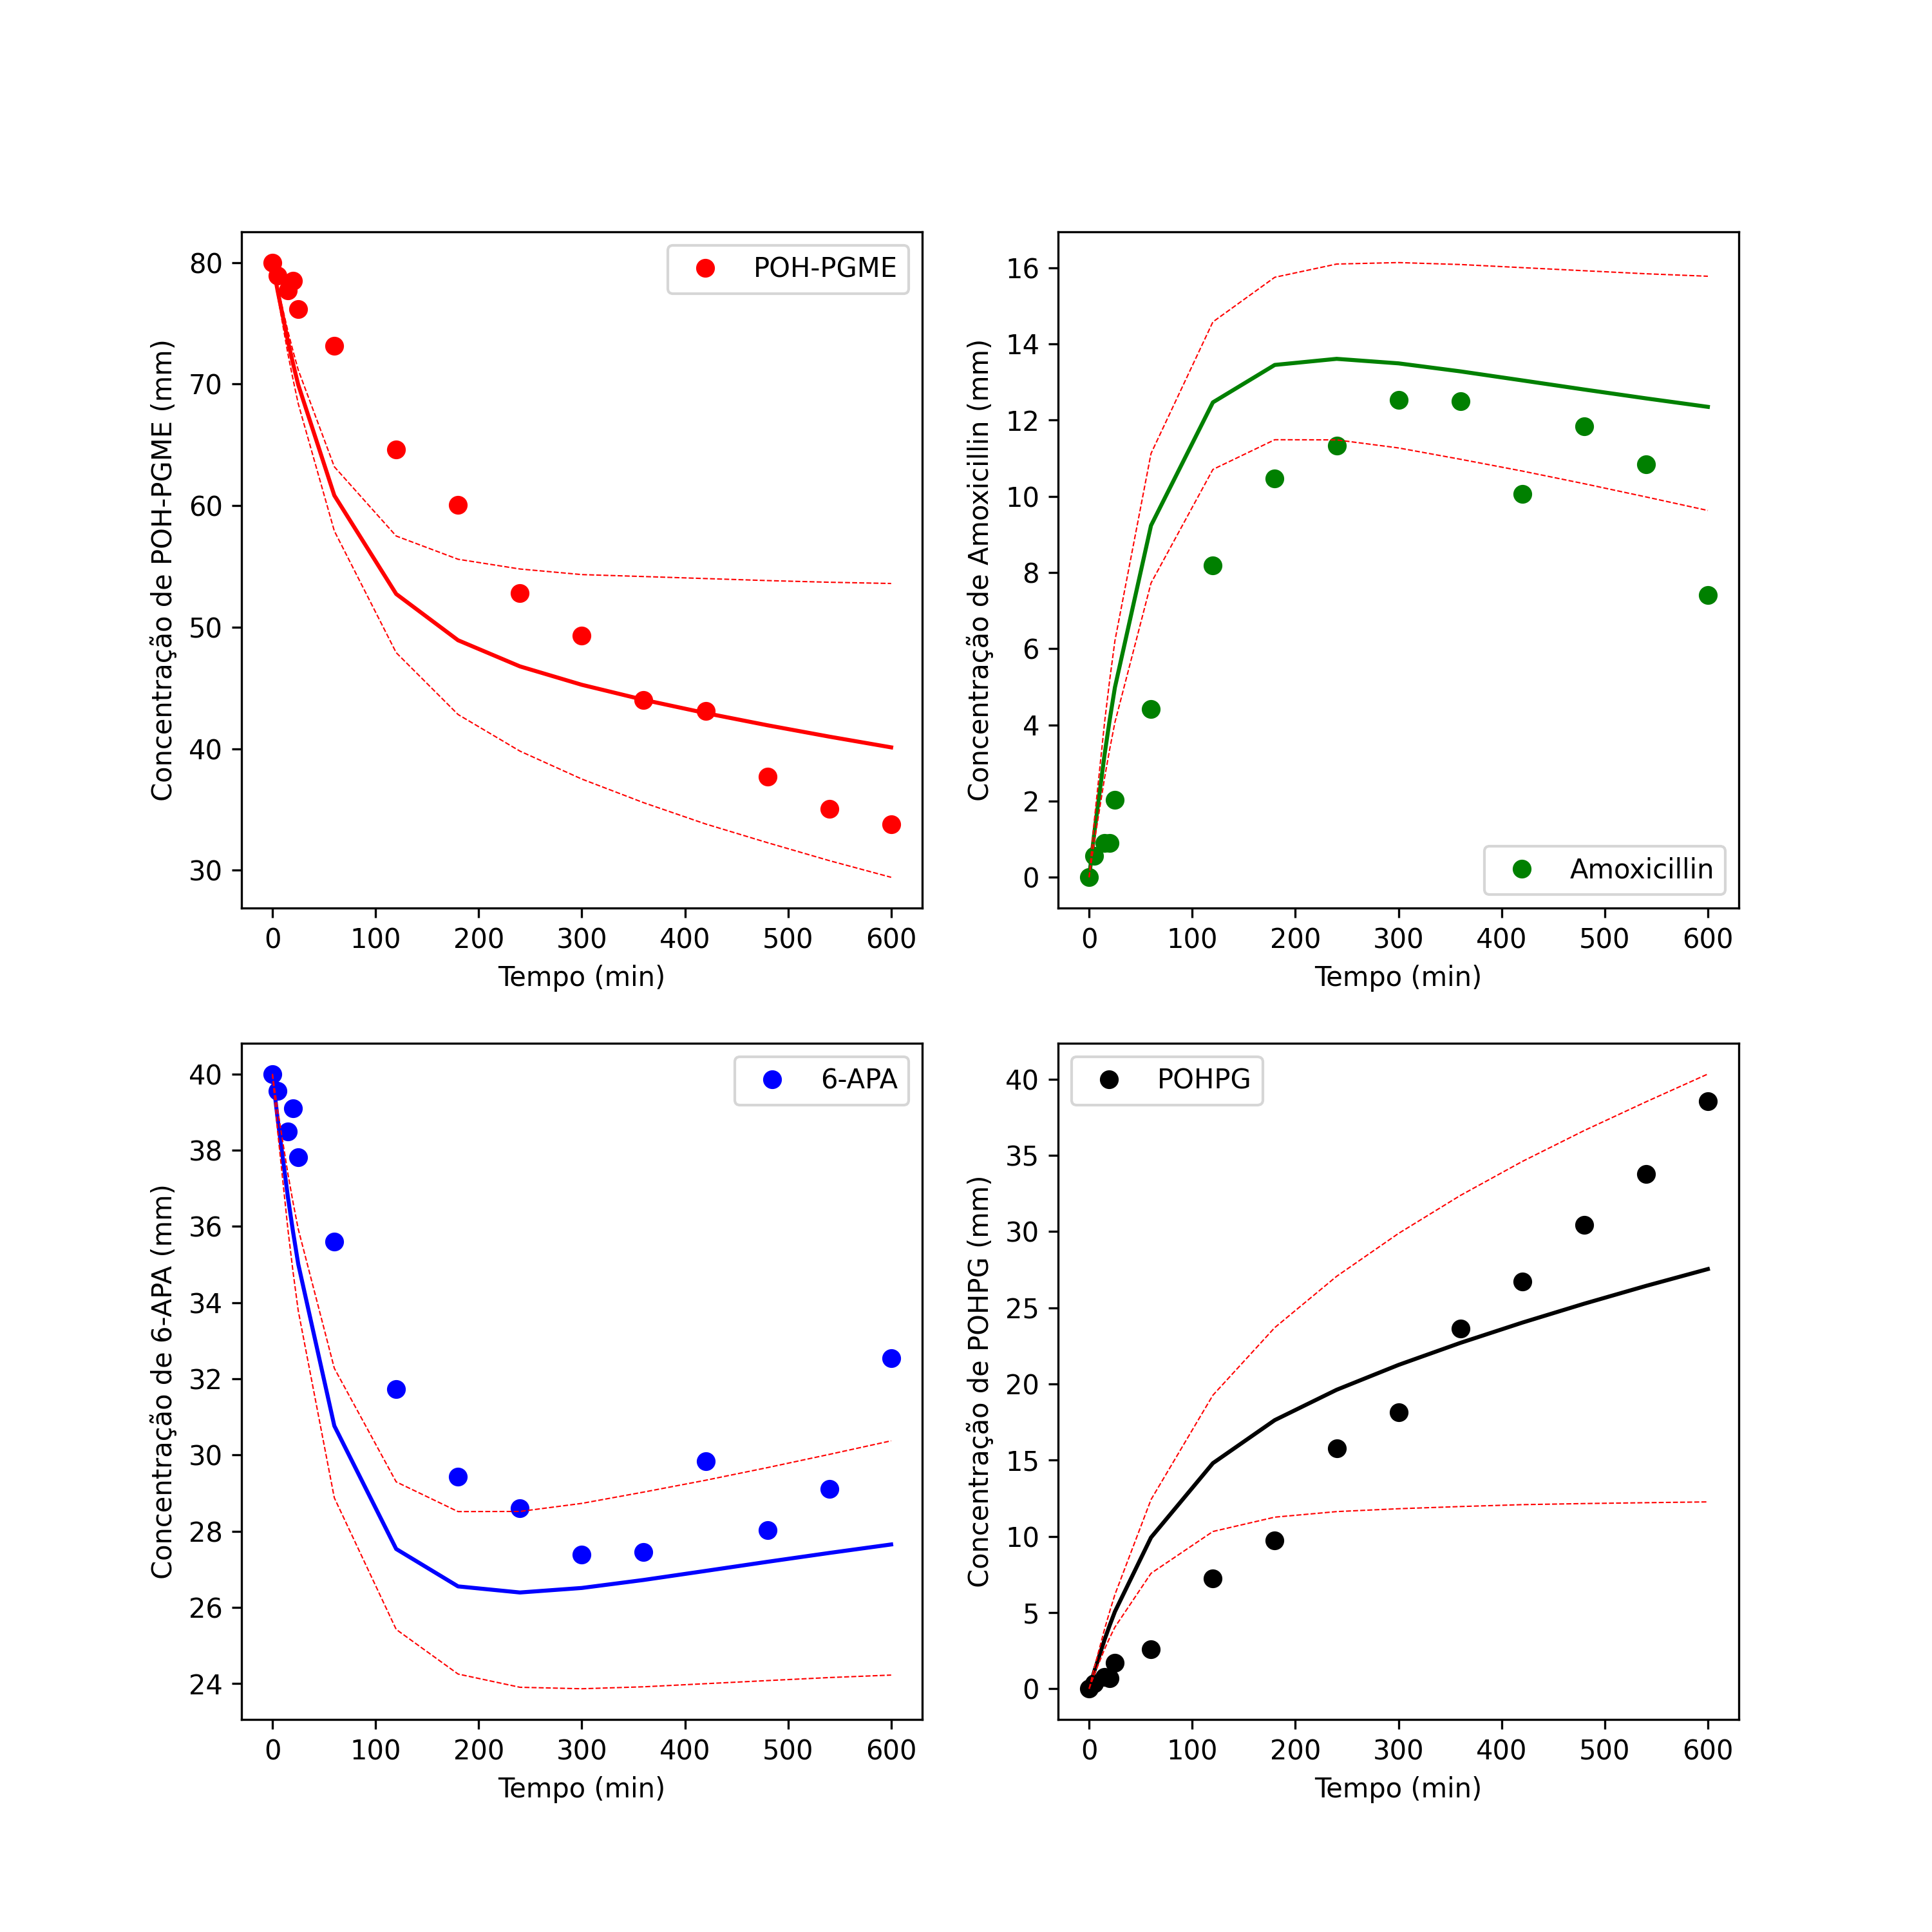 Concentração de POH-PGME (mm)
80
70
60
50
40
30
POH-PGME
0 100 200 300 400 500 600
Tempo (min)
Concentração de Amoxicillin (mm)
16
14
12
10
8
6
4
2
0
Amoxicillin
0 100 200 300 400 500 600
Tempo (min)
Concentração de 6-APA (mm)
40
38
36
34
32
30
28
26
24
6-APA
0 100 200 300 400 500 600
Tempo (min)
Concentração de POHPG (mm)
40
35
30
25
20
15
10
5
0
POHPG
0 100 200 300 400 500 600
Tempo (min)